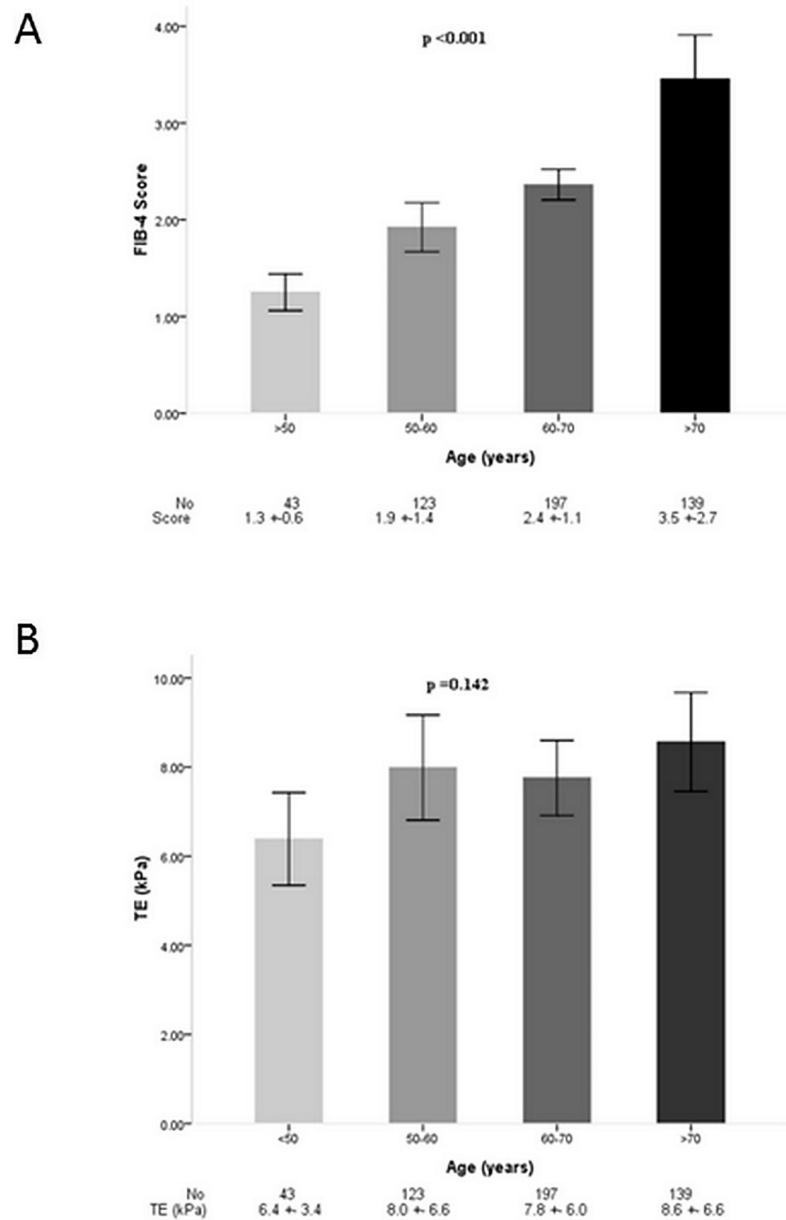 A
p <0.001
FIB-4 Score
4.00
3.00
2.00
1.00
0.00
>50 50-60 60-70 >70
Age (years)
No 43 123 197 139
Score 1.3 +-0.6 1.9 +-1.4 2.4 +-1.1 3.5 +-2.7
B
p =0.142
TE (kPa)
10.00
8.00
6.00
4.00
2.00
0.00
<50 50-60 60-70 >70
Age (years)
No 43 123 197 139
TE (kPa) 6.4 +- 3.4 8.0 +- 6.6 7.8 +- 6.0 8.6 +- 6.6